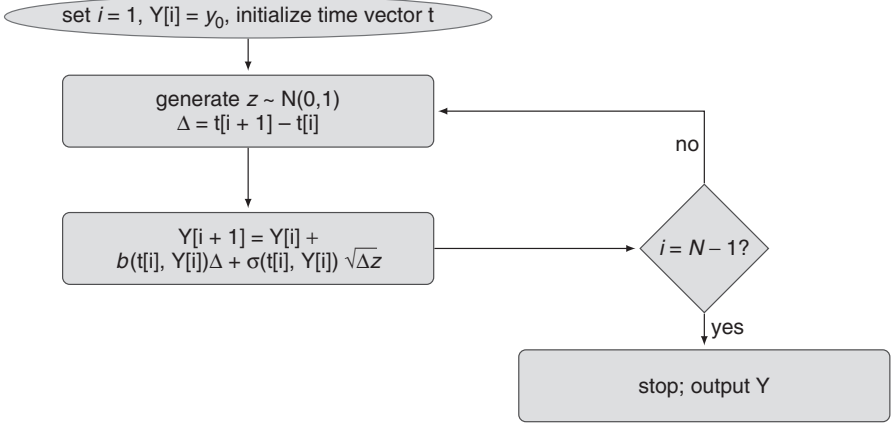 set i = 1, Y[i] = y₀, initialize time vector t
generate z ~ N(0,1)
Δ = t[i + 1] – t[i]
no
Y[i + 1] = Y[i] +
b(t[i], Y[i])Δ + σ(t[i], Y[i]) √Δz
i = N – 1?
yes
stop; output Y